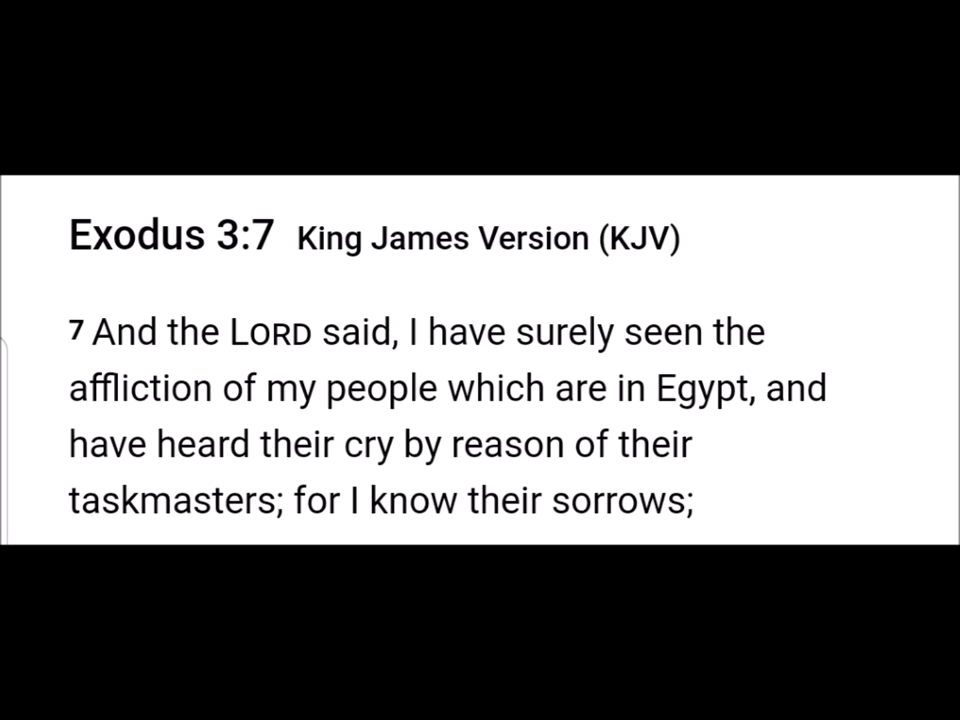 Exodus 3:7 King James Version (KJV)
7 And the LORD said, I have surely seen the
affliction of my people which are in Egypt, and
have heard their cry by reason of their
taskmasters; for I know their sorrows;